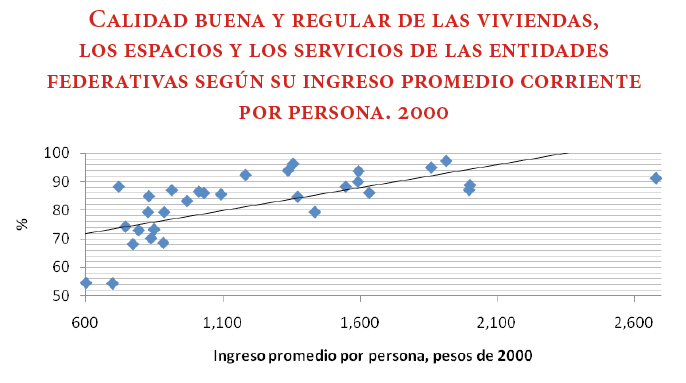 Calidad buena y regular de las viviendas,
los espacios y los servicios de las entidades
federativas según su ingreso promedio corriente
por persona. 2000
100
90
80
70
60
50
%
600 1,100 1,600 2,100 2,600
Ingreso promedio por persona, pesos de 2000